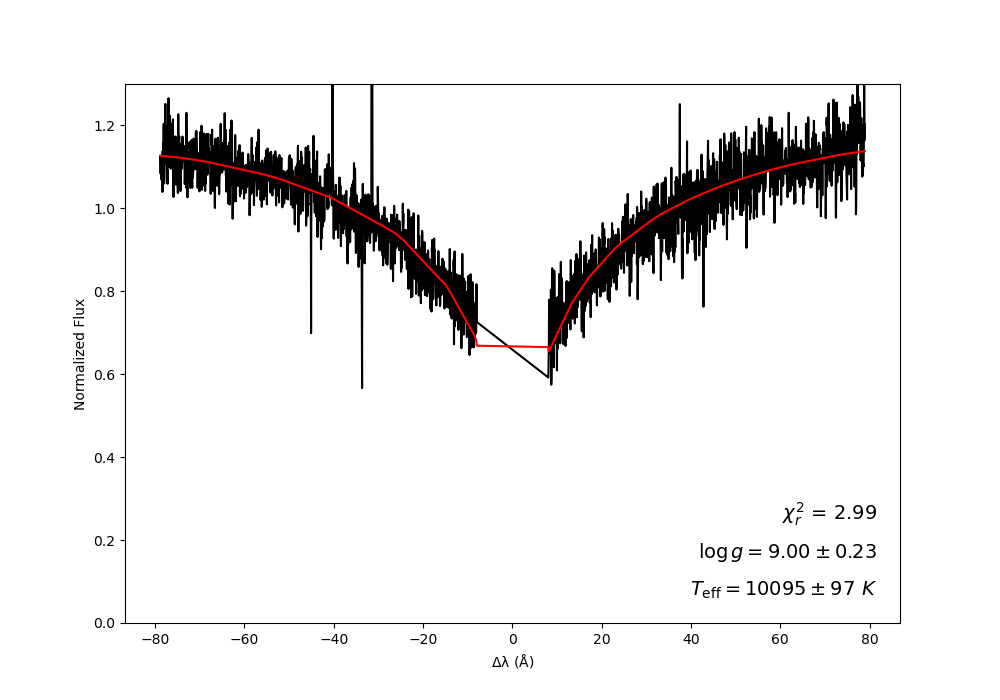 1.2
1.0
0.8
0.6
0.4
0.2
0.0
Normalized Flux
χ²ᵣ = 2.99
log g = 9.00 ± 0.23
T_eff = 10095 ± 97 K
−80 −60 −40 −20 0 20 40 60 80
Δλ (Å)